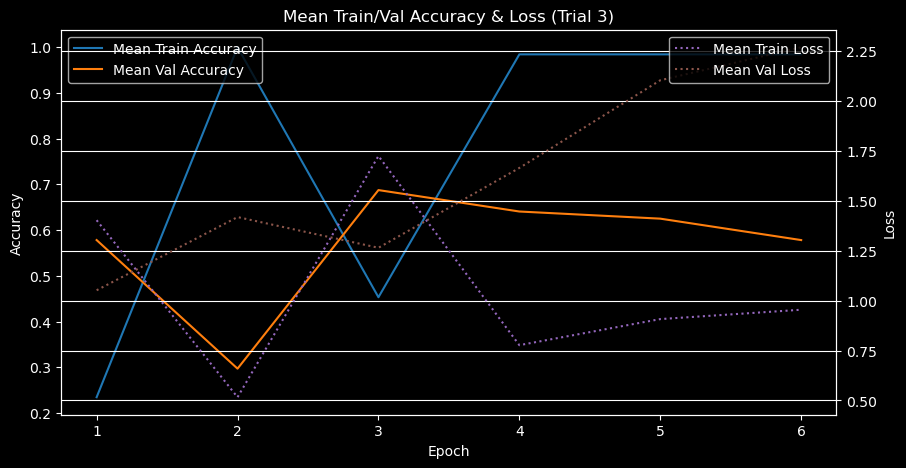 Mean Train/Val Accuracy & Loss (Trial 3)
Mean Train Accuracy
Mean Val Accuracy
Mean Train Loss
Mean Val Loss
1.0
0.9
0.8
0.7
0.6
0.5
0.4
0.3
0.2
Accuracy
2.25
2.00
1.75
1.50
1.25
1.00
0.75
0.50
Loss
1 2 3 4 5 6
Epoch